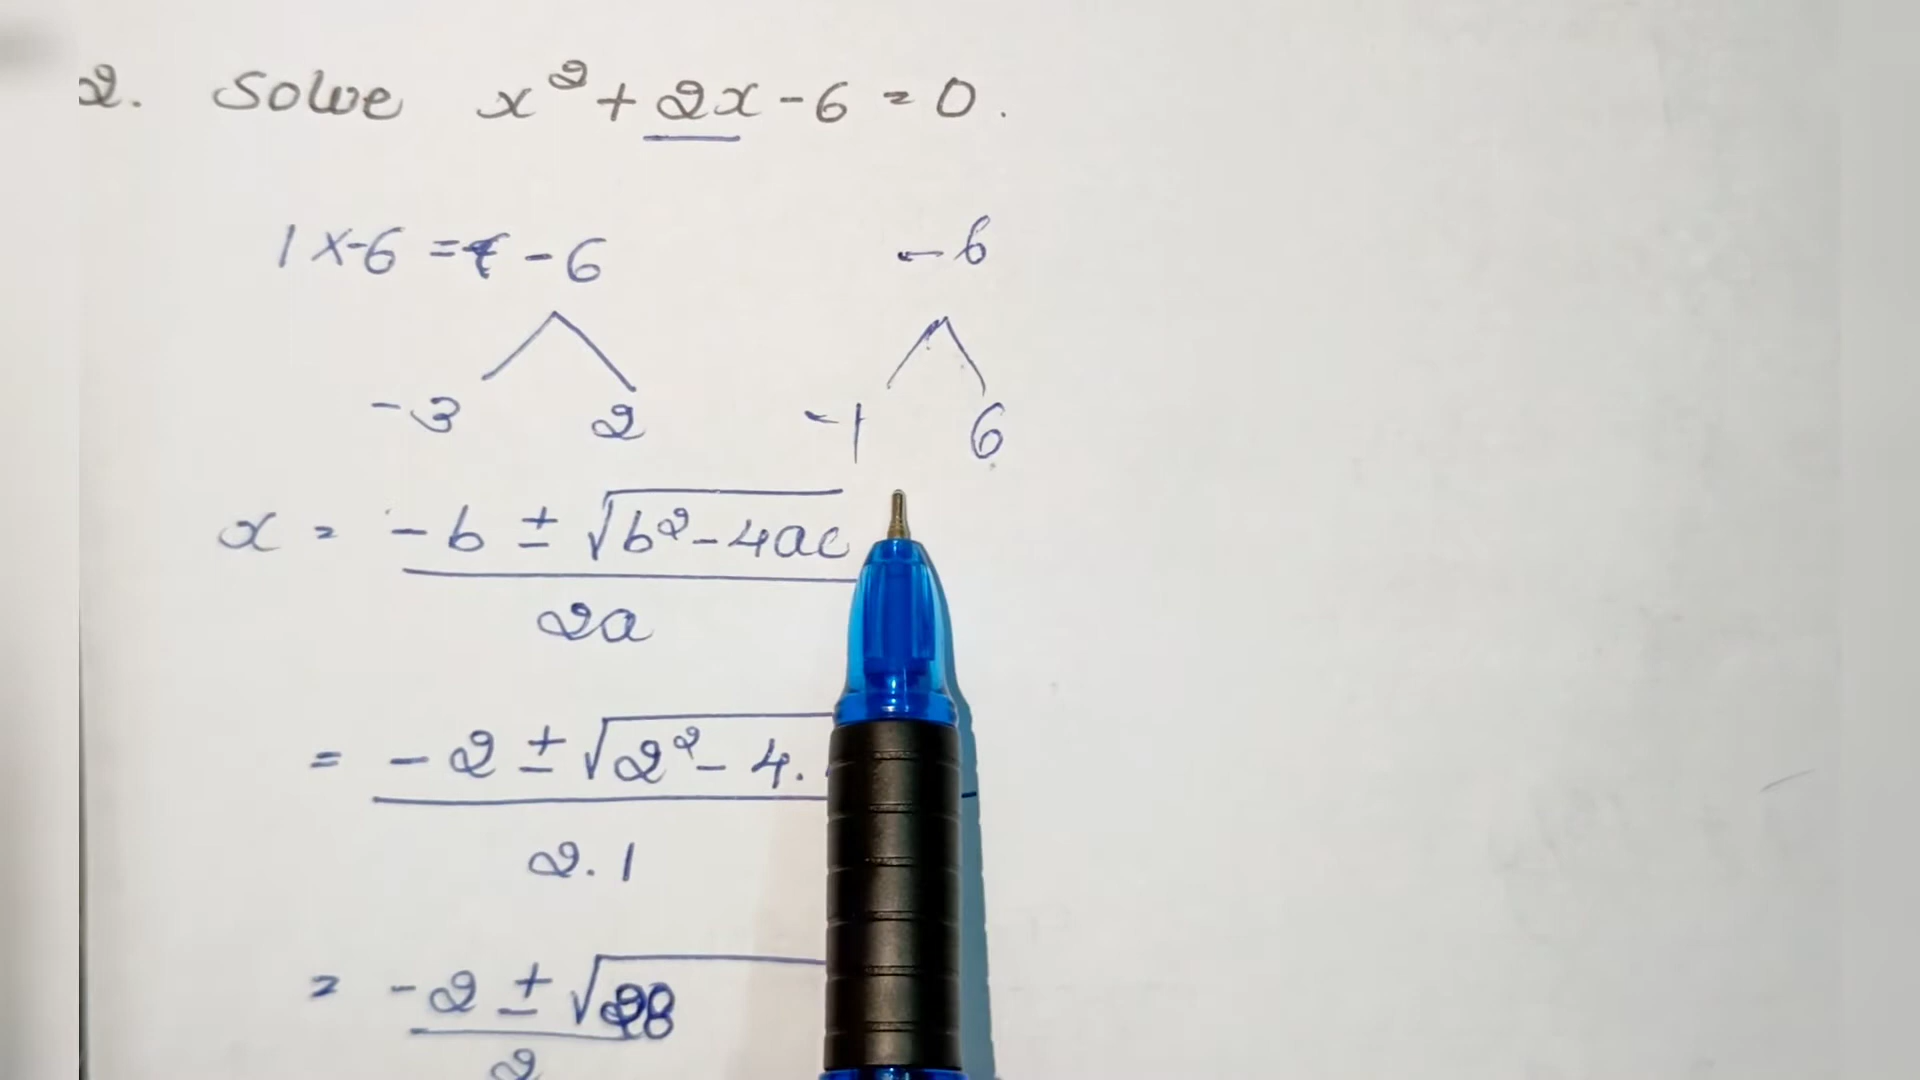 2. Solve x² + 2x - 6 = 0.
1 x -6 = - 6
- 6
-3 2
-1 6
x = -b ± √b² - 4ac
2a
= -2 ± √2² - 4.
2.1
= -2 ± √28
2